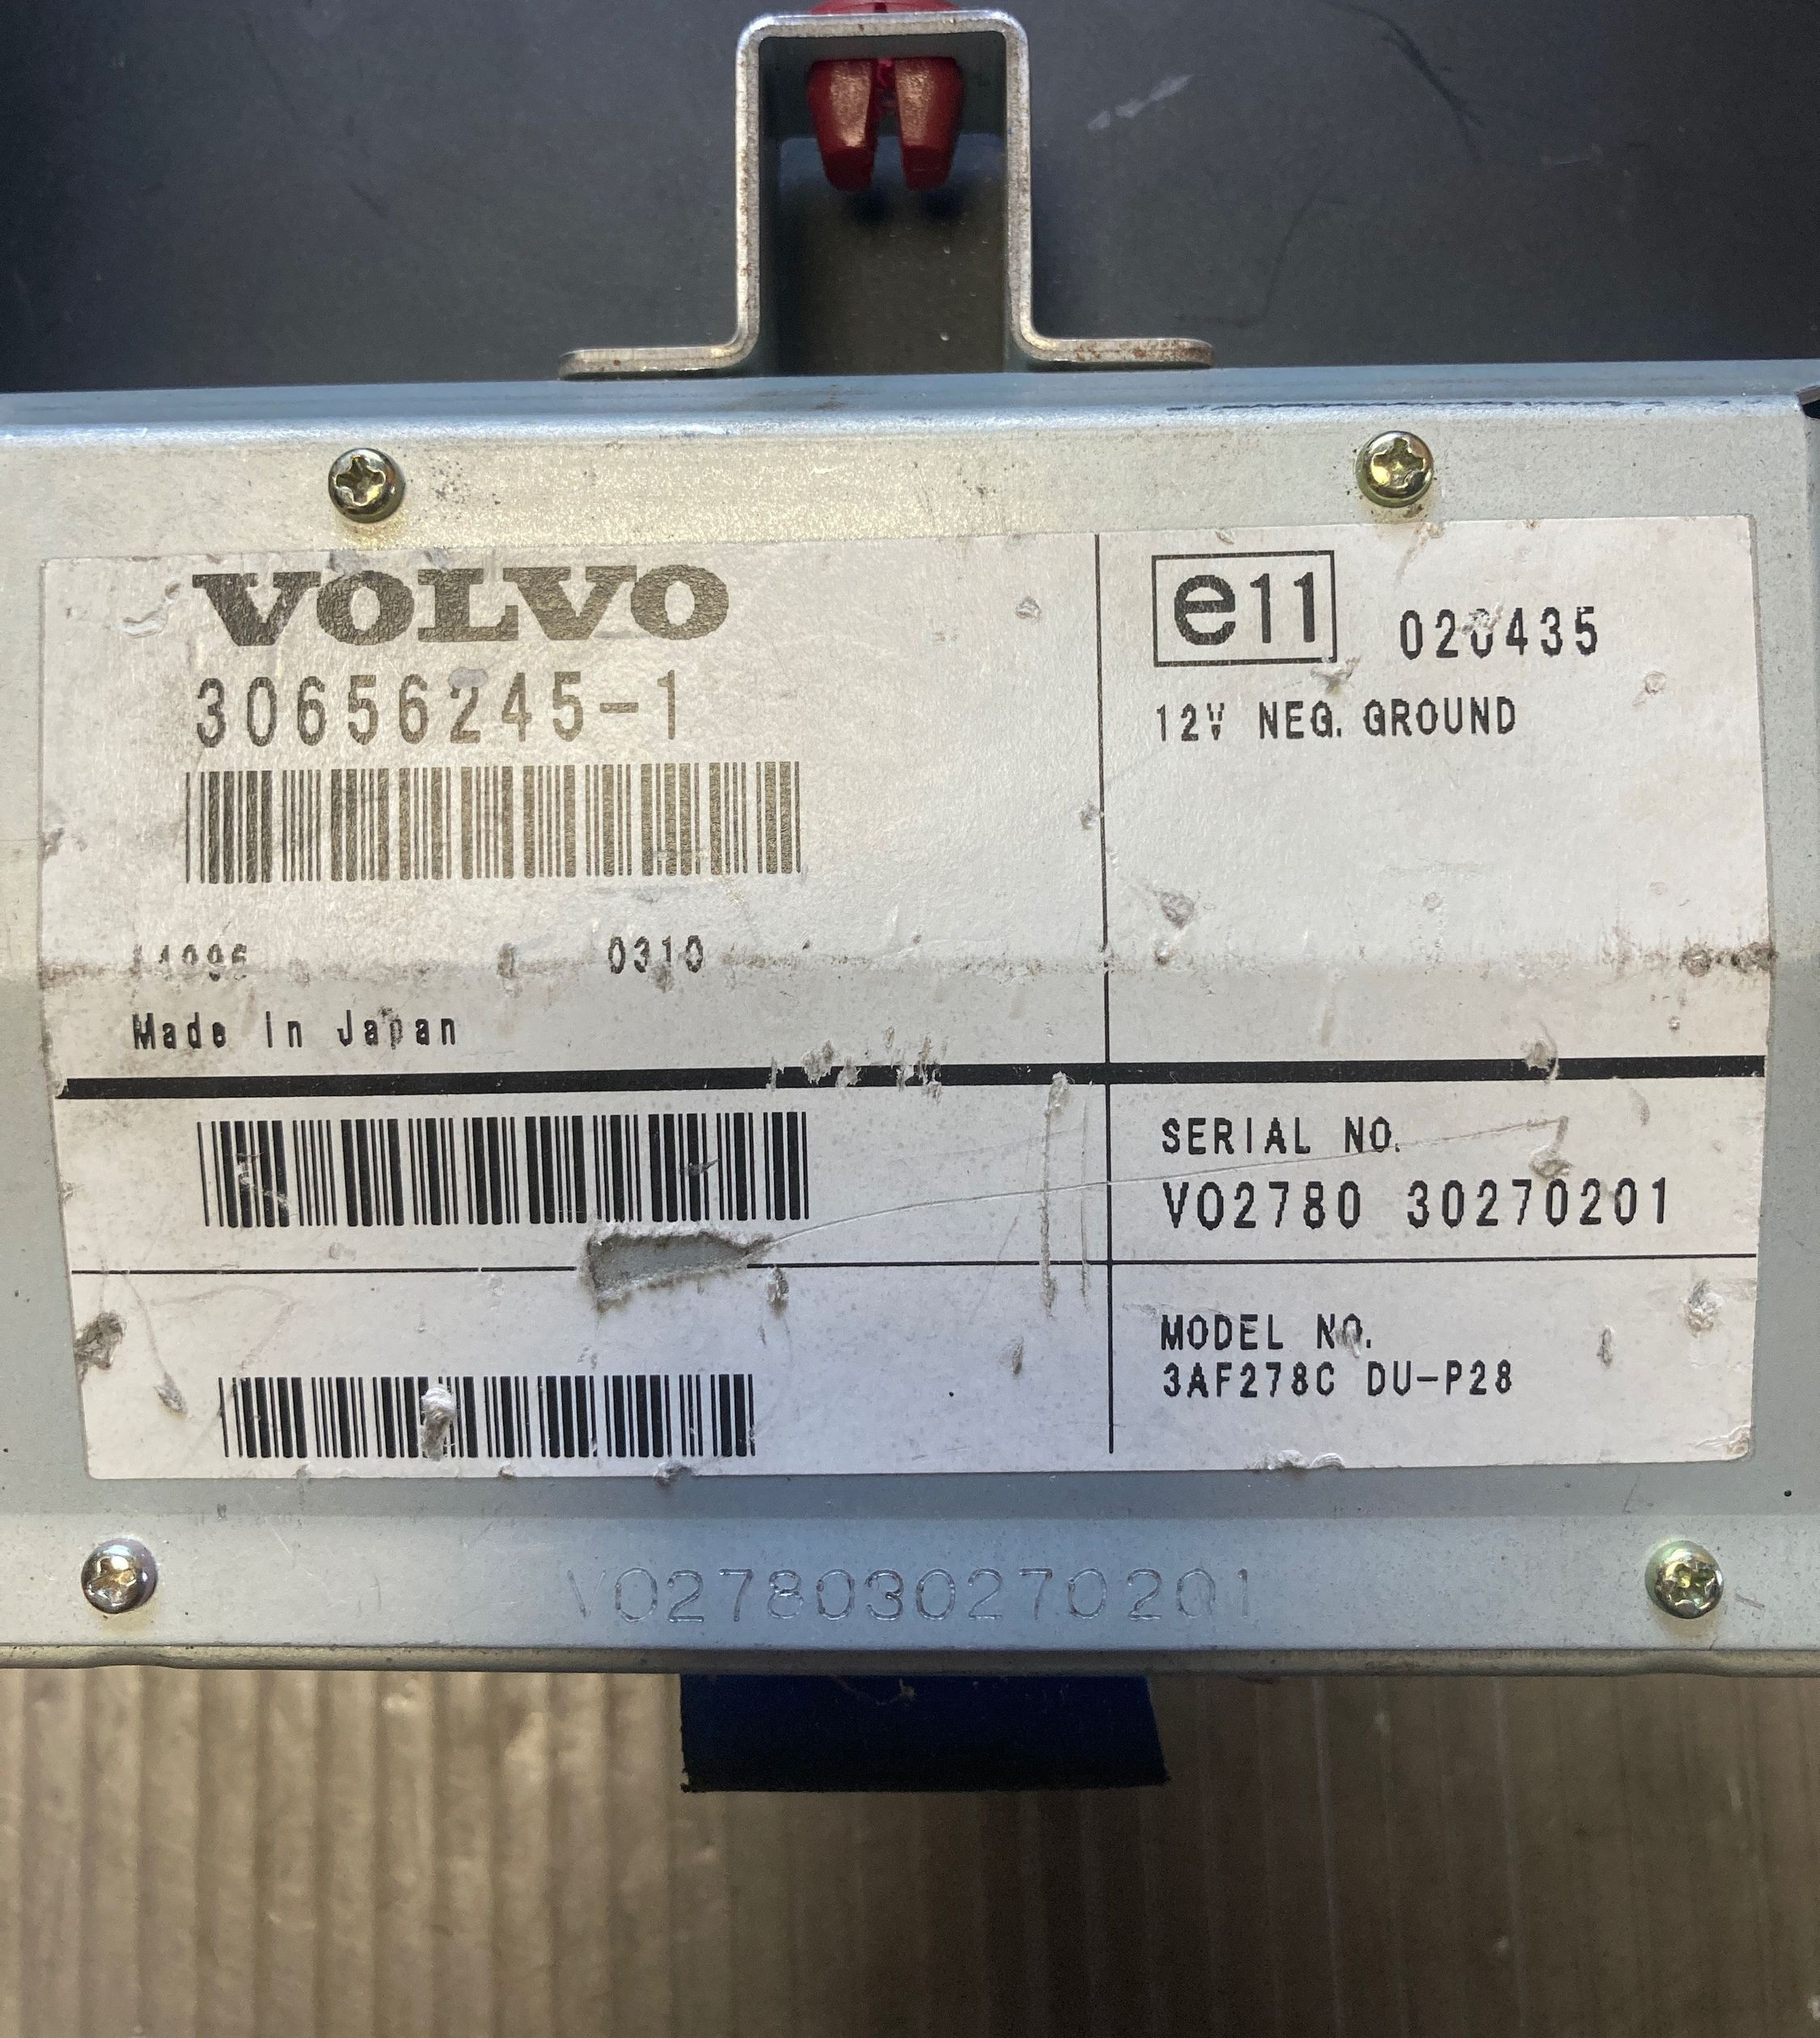 VOLVO
30656245-1
0310
Made In Japan
e11 020435
12V NEG. GROUND
SERIAL NO.
VO2780 30270201
MODEL NO.
3AF278C DU-P28
VO278030270201